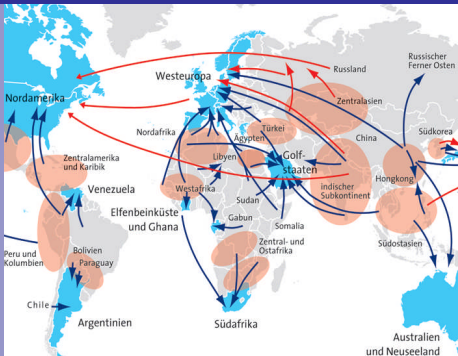 Russischer
Ferner Osten
Westeuropa
Russland
Nordamerika
Zentralasien
Nordafrika
Türkei
Ägypten
China
Südkorea
Libyen
Golf-
staaten
Zentralamerika
und Karibik
Venezuela
Westafrika
indischer
Subkontinent
Hongkong
Elfenbeinküste
und Ghana
Sudan
Gabun
Somalia
Südostasien
Peru und
Kolumbien
Bolivien
Paraguay
Zentral- und
Ostafrika
Chile
Argentinien
Südafrika
Australien
und Neuseeland